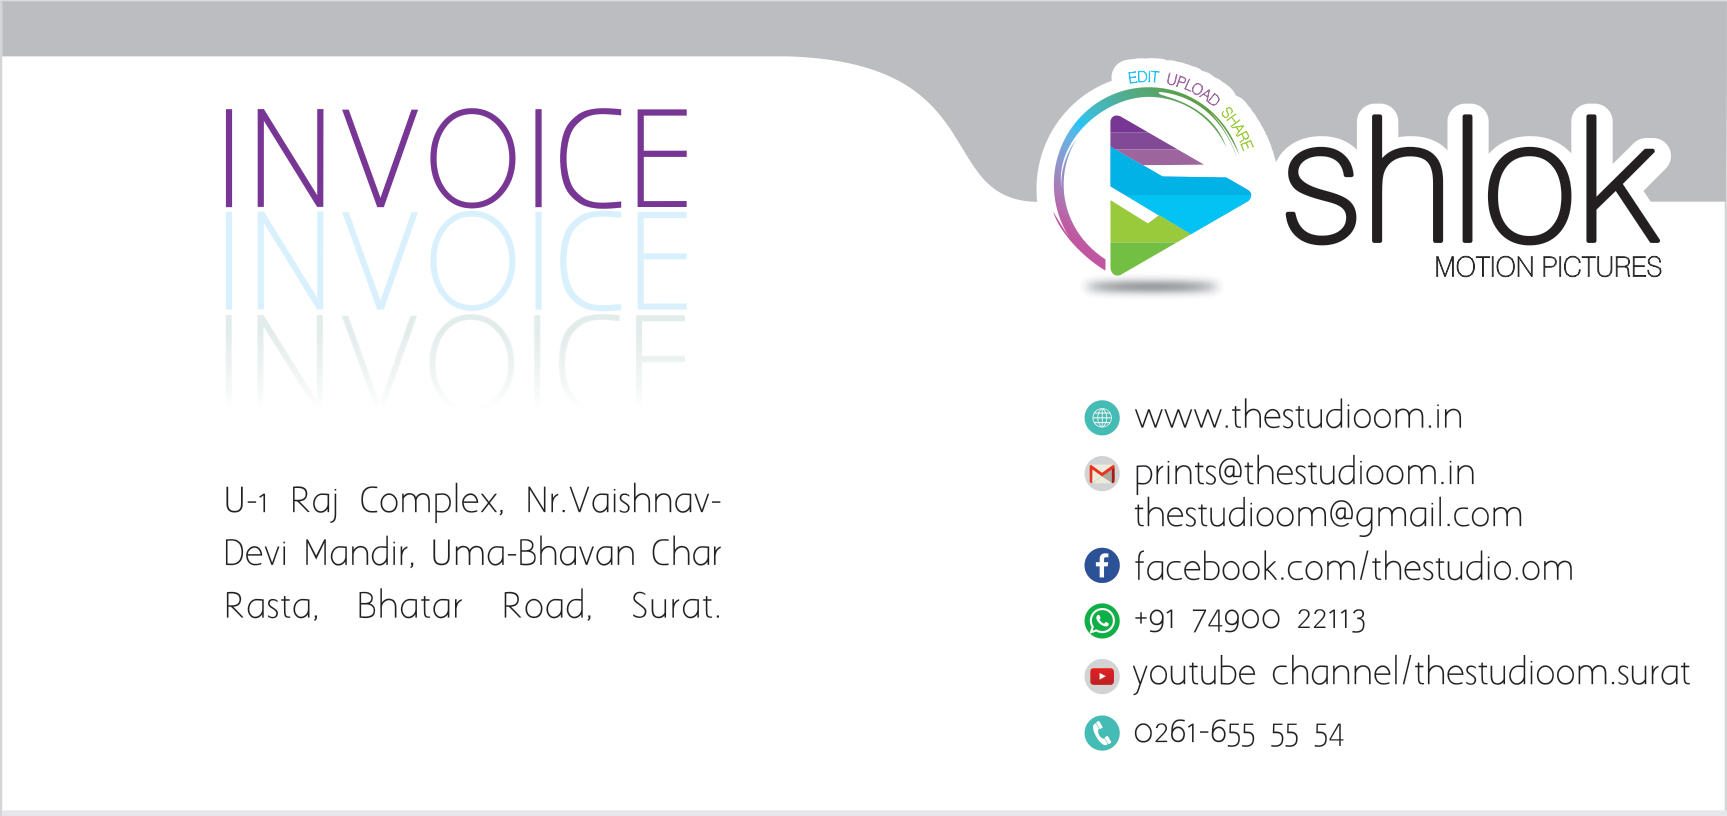 INVOICE
INVOICE
INVOICE
U-1 Raj Complex, Nr.Vaishnav-
Devi Mandir, Uma-Bhavan Char
Rasta, Bhatar Road, Surat.
EDIT UPLOAD SHARE
shlok
MOTION PICTURES
www.thestudioom.in
prints@thestudioom.in
thestudioom@gmail.com
facebook.com/thestudio.om
+91 74900 22113
youtube channel/thestudioom.surat
0261-655 55 54